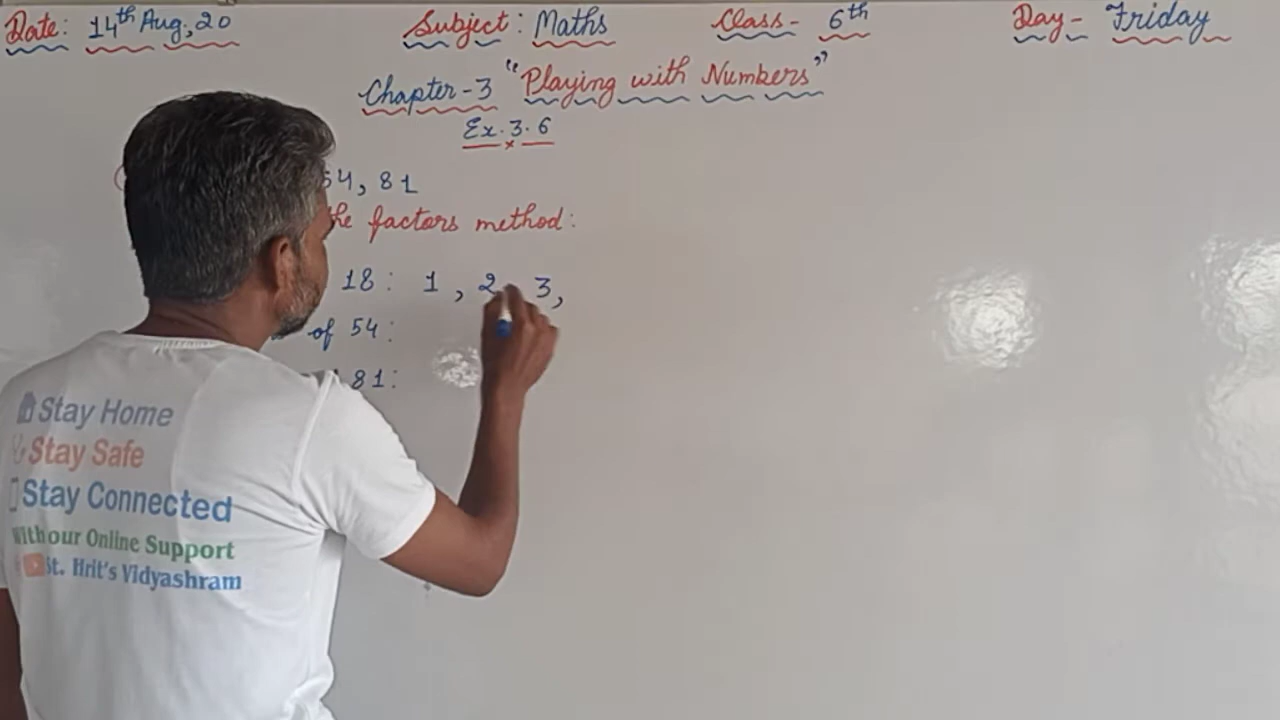 Date: 14th Aug, 20 Subject: Maths Class- 6th Day- Friday
Chapter-3 "Playing with Numbers"
Ex. 3.6
54, 81
the factors method:
18: 1, 2, 3,
of 54:
81:
Stay Home
Stay Safe
Stay Connected
With our Online Support
St. Hrit's Vidyashram